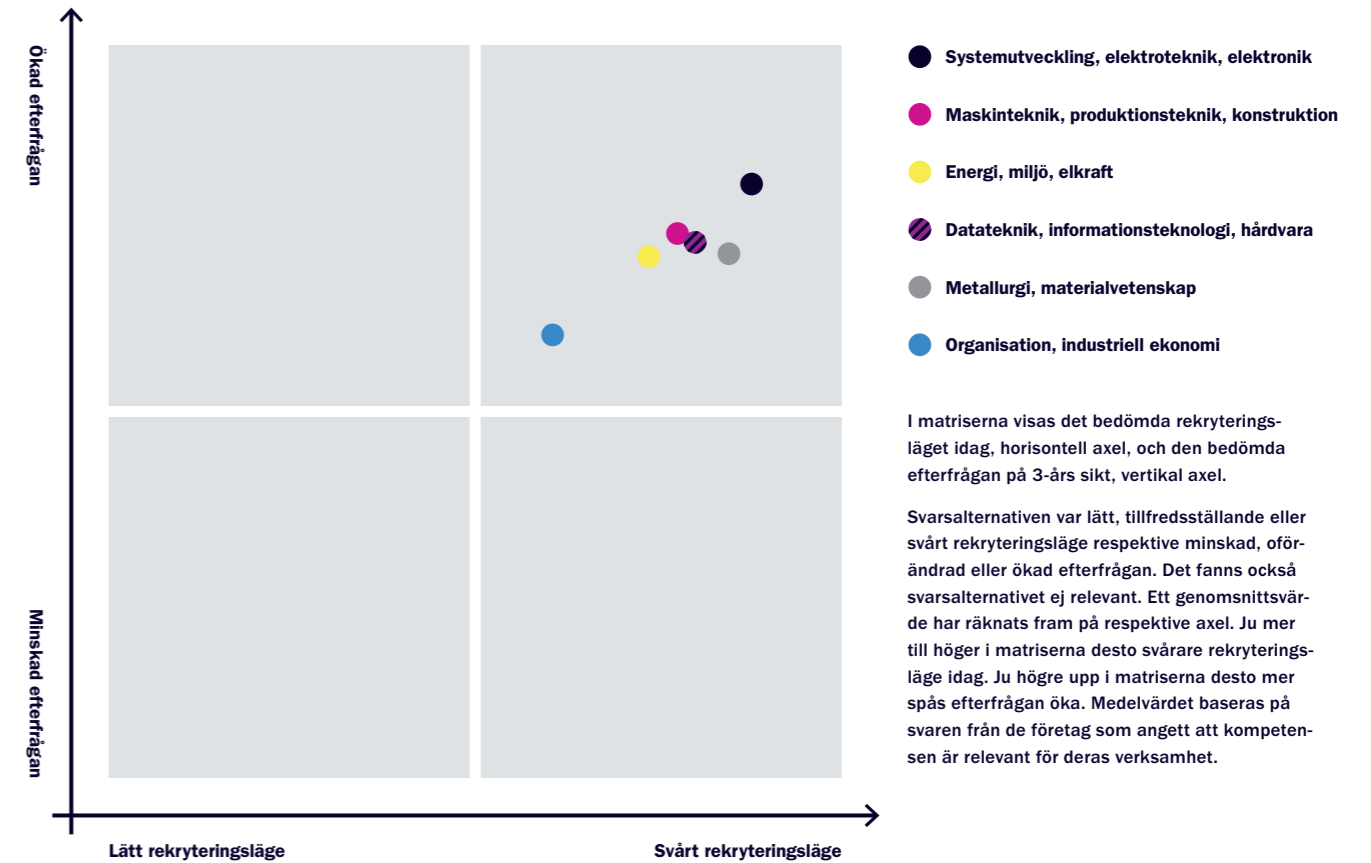 Ökad efterfrågan
Minskad efterfrågan
Lätt rekryteringsläge
Svårt rekryteringsläge
Systemutveckling, elektroteknik, elektronik
Maskinteknik, produktionsteknik, konstruktion
Energi, miljö, elkraft
Datateknik, informationsteknologi, hårdvara
Metallurgi, materialvetenskap
Organisation, industriell ekonomi
I matriserna visas det bedömda rekryterings-
läget idag, horisontell axel, och den bedömda
efterfrågan på 3-års sikt, vertikal axel.
Svarsalternativen var lätt, tillfredsställande eller
svårt rekryteringsläge respektive minskad, oför-
ändrad eller ökad efterfrågan. Det fanns också
svarsalternativet ej relevant. Ett genomsnittsvär-
de har räknats fram på respektive axel. Ju mer
till höger i matriserna desto svårare rekryterings-
läge idag. Ju högre upp i matriserna desto mer
spås efterfrågan öka. Medelvärdet baseras på
svaren från de företag som angett att kompeten-
sen är relevant för deras verksamhet.